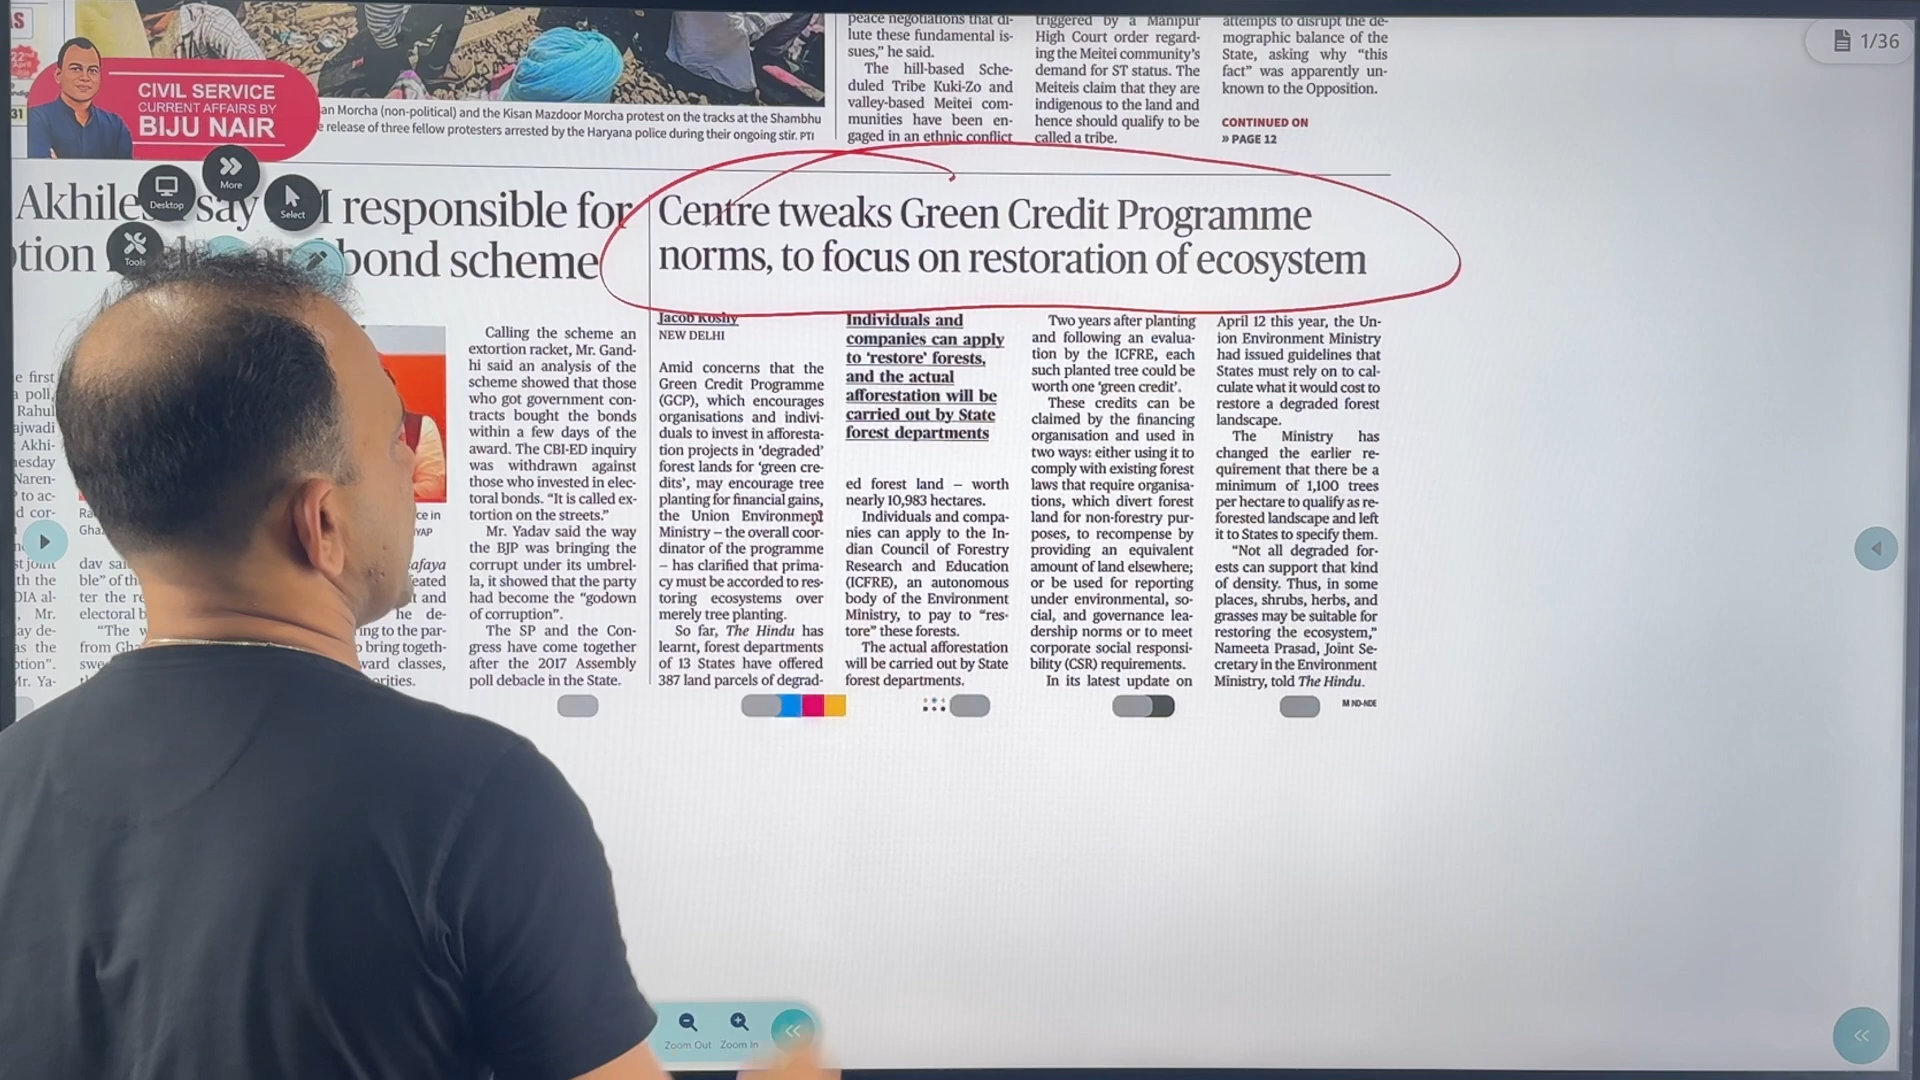 1/36
CIVIL SERVICE
CURRENT AFFAIRS BY
BIJU NAIR
an Morcha (non-political) and the Kisan Mazdoor Morcha protest on the tracks at the Shambhu
release of three fellow protesters arrested by the Haryana police during their ongoing stir. PTI
peace negotiations that di-
lute these fundamental is-
sues,” he said.
The hill-based Sche-
duled Tribe Kuki-Zo and
valley-based Meitei com-
munities have been en-
gaged in an ethnic conflict
triggered by a Manipur
High Court order regard-
ing the Meitei community’s
demand for ST status. The
Meiteis claim that they are
indigenous to the land and
hence should qualify to be
called a tribe.
attempts to disrupt the de-
mographic balance of the
State, asking why “this
fact” was apparently un-
known to the Opposition.
CONTINUED ON
» PAGE 12
More
Desktop
Select
Tools
say responsible for
bond scheme
Calling the scheme an
extortion racket, Mr. Gand-
hi said an analysis of the
scheme showed that those
who got government con-
tracts bought the bonds
within a few days of the
award. The CBI-ED inquiry
was withdrawn against
those who invested in elec-
toral bonds. “It is called ex-
tortion on the streets.”
Mr. Yadav said the way
the BJP was bringing the
corrupt under its umbrel-
la, it showed that the party
had become the “godown
of corruption”.
The SP and the Con-
gress have come together
after the 2017 Assembly
poll debacle in the State.
Centre tweaks Green Credit Programme
norms, to focus on restoration of ecosystem
Jacob Koshy
NEW DELHI
Amid concerns that the
Green Credit Programme
(GCP), which encourages
organisations and indivi-
duals to invest in afforesta-
tion projects in ‘degraded’
forest lands for ‘green cre-
dits’, may encourage tree
planting for financial gains,
the Union Environment
Ministry – the overall coor-
dinator of the programme
– has clarified that prima-
cy must be accorded to res-
toring ecosystems over
merely tree planting.
So far, The Hindu has
learnt, forest departments
of 13 States have offered
387 land parcels of degrad-
Individuals and
companies can apply
to ‘restore’ forests,
and the actual
afforestation will be
carried out by State
forest departments
ed forest land – worth
nearly 10,983 hectares.
Individuals and compa-
nies can apply to the In-
dian Council of Forestry
Research and Education
(ICFRE), an autonomous
body of the Environment
Ministry, to pay to “res-
tore” these forests.
The actual afforestation
will be carried out by State
forest departments.
Two years after planting
and following an evalua-
tion by the ICFRE, each
such planted tree could be
worth one ‘green credit’.
These credits can be
claimed by the financing
organisation and used in
two ways: either using it to
comply with existing forest
laws that require organisa-
tions, which divert forest
land for non-forestry pur-
poses, to recompense by
providing an equivalent
amount of land elsewhere;
or be used for reporting
under environmental, so-
cial, and governance lea-
dership norms or to meet
corporate social responsi-
bility (CSR) requirements.
In its latest update on
April 12 this year, the Un-
ion Environment Ministry
had issued guidelines that
States must rely on to cal-
culate what it would cost to
restore a degraded forest
landscape.
The Ministry has
changed the earlier re-
quirement that there be a
minimum of 1,100 trees
per hectare to qualify as re-
forested landscape and left
it to States to specify them.
“Not all degraded for-
ests can support that kind
of density. Thus, in some
places, shrubs, herbs, and
grasses may be suitable for
restoring the ecosystem,”
Nameeta Prasad, Joint Se-
cretary in the Environment
Ministry, told The Hindu.
M ND-NDE
Zoom Out
Zoom In